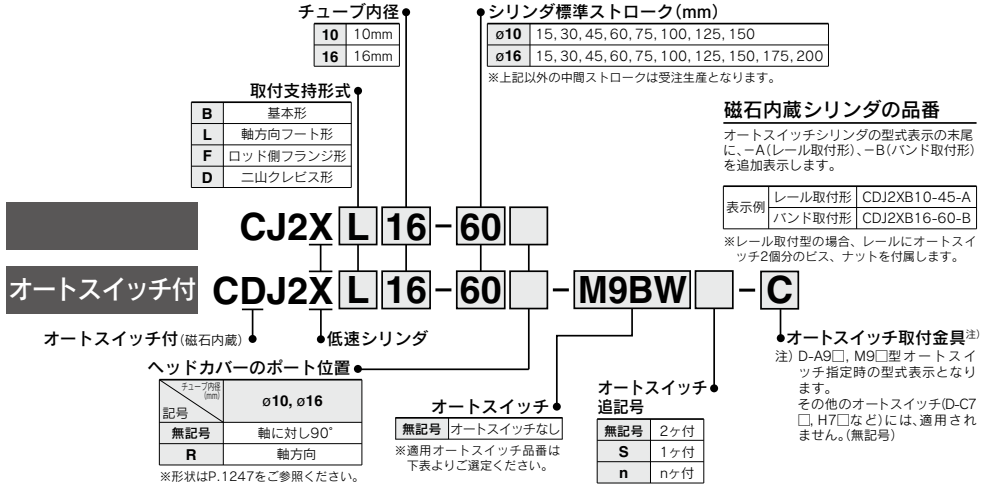 チューブ内径
10 10mm
16 16mm
シリンダ標準ストローク(mm)
ø10 15, 30, 45, 60, 75, 100, 125, 150
ø16 15, 30, 45, 60, 75, 100, 125, 150, 175, 200
※上記以外の中間ストロークは受注生産となります。
取付支持形式
B 基本形
L 軸方向フート形
F ロッド側フランジ形
D 二山クレビス形
磁石内蔵シリンダの品番
オートスイッチシリンダの型式表示の末尾
に、−A(レール取付形)、−B(バンド取付形)
を追加表示します。
表示例 レール取付形 CDJ2XB10-45-A
バンド取付形 CDJ2XB16-60-B
※レール取付型の場合、レールにオートスイ
ッチ2個分のビス、ナットを付属します。
CJ2X L 16 − 60
オートスイッチ付 CDJ2X L 16 − 60 − M9BW − C
オートスイッチ付(磁石内蔵)
低速シリンダ
ヘッドカバーのポート位置
チューブ内径
(mm)
記号
ø10, ø16
無記号 軸に対し90°
R 軸方向
※形状はP.1247をご参照ください。
オートスイッチ
無記号 オートスイッチなし
※適用オートスイッチ品番は
下表よりご選定ください。
オートスイッチ
追記号
無記号 2ヶ付
S 1ヶ付
n nヶ付
オートスイッチ取付金具注)
注) D-A9□, M9□型オートスイ
ッチ指定時の型式表示となり
ます。
その他のオートスイッチ(D-C7
□, H7□など)には、適用され
ません。(無記号)